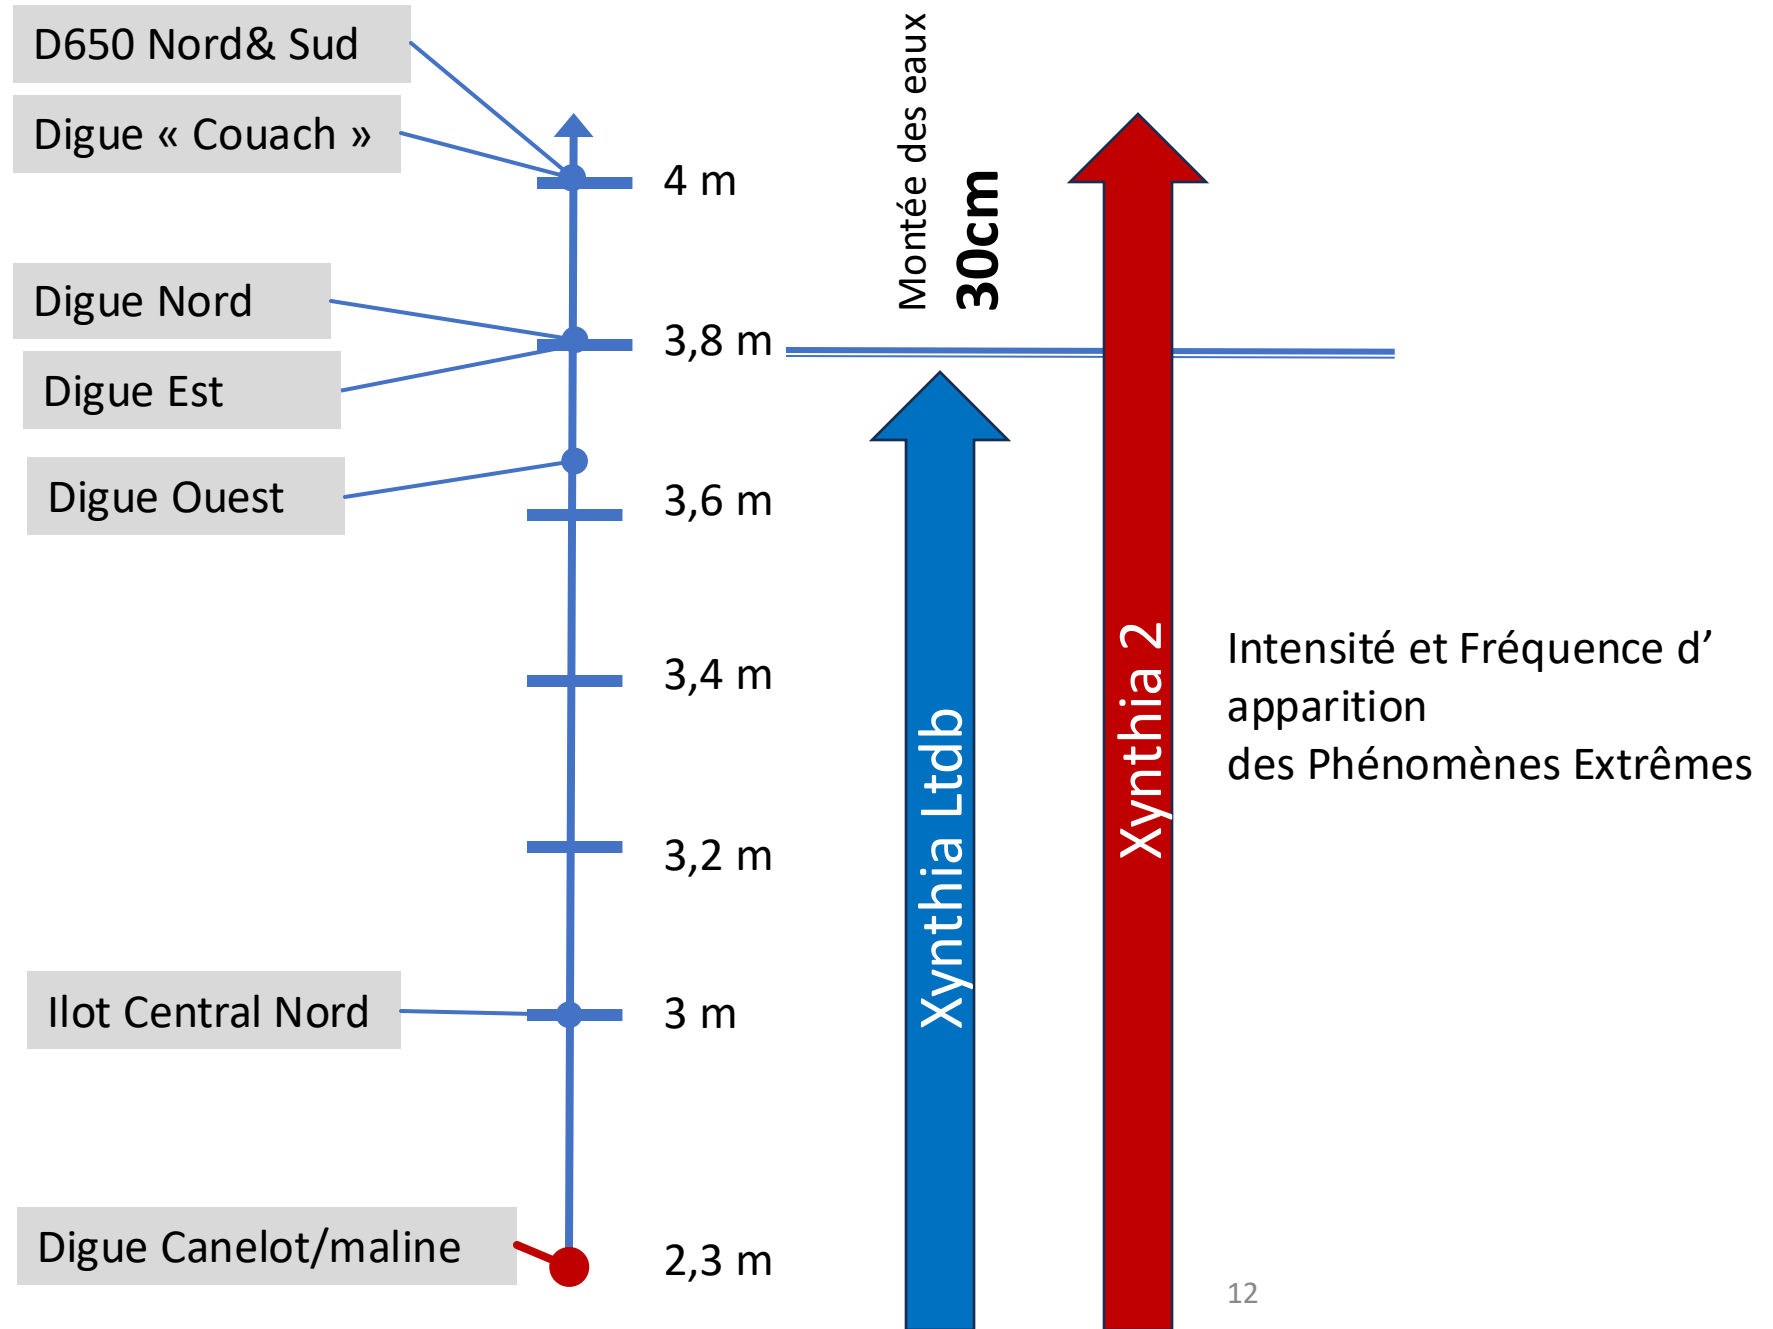 D650 Nord& Sud
Digue « Couach »
4 m
Montée des eaux
30cm
Digue Nord
3,8 m
Digue Est
Digue Ouest
3,6 m
3,4 m
3,2 m
Xynthia Ltdb
Xynthia 2
Intensité et Fréquence d’
apparition
des Phénomènes Extrêmes
Ilot Central Nord
3 m
Digue Canelot/maline
2,3 m
12